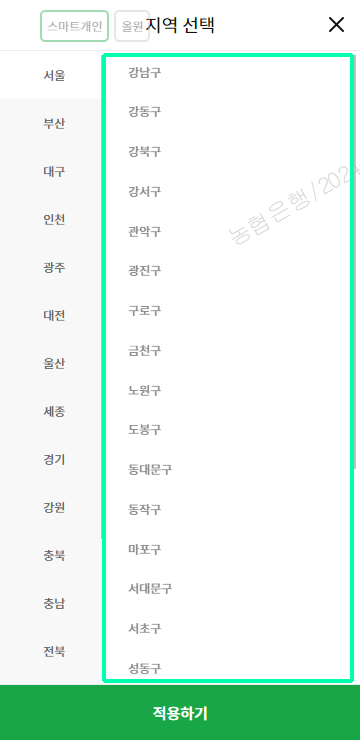 스마트개인
올원
지역 선택
서울
부산
대구
인천
광주
대전
울산
세종
경기
강원
충북
충남
전북
강남구
강동구
강북구
강서구
관악구
광진구
구로구
금천구
노원구
도봉구
동대문구
동작구
마포구
서대문구
서초구
성동구
농협은행/2024
적용하기